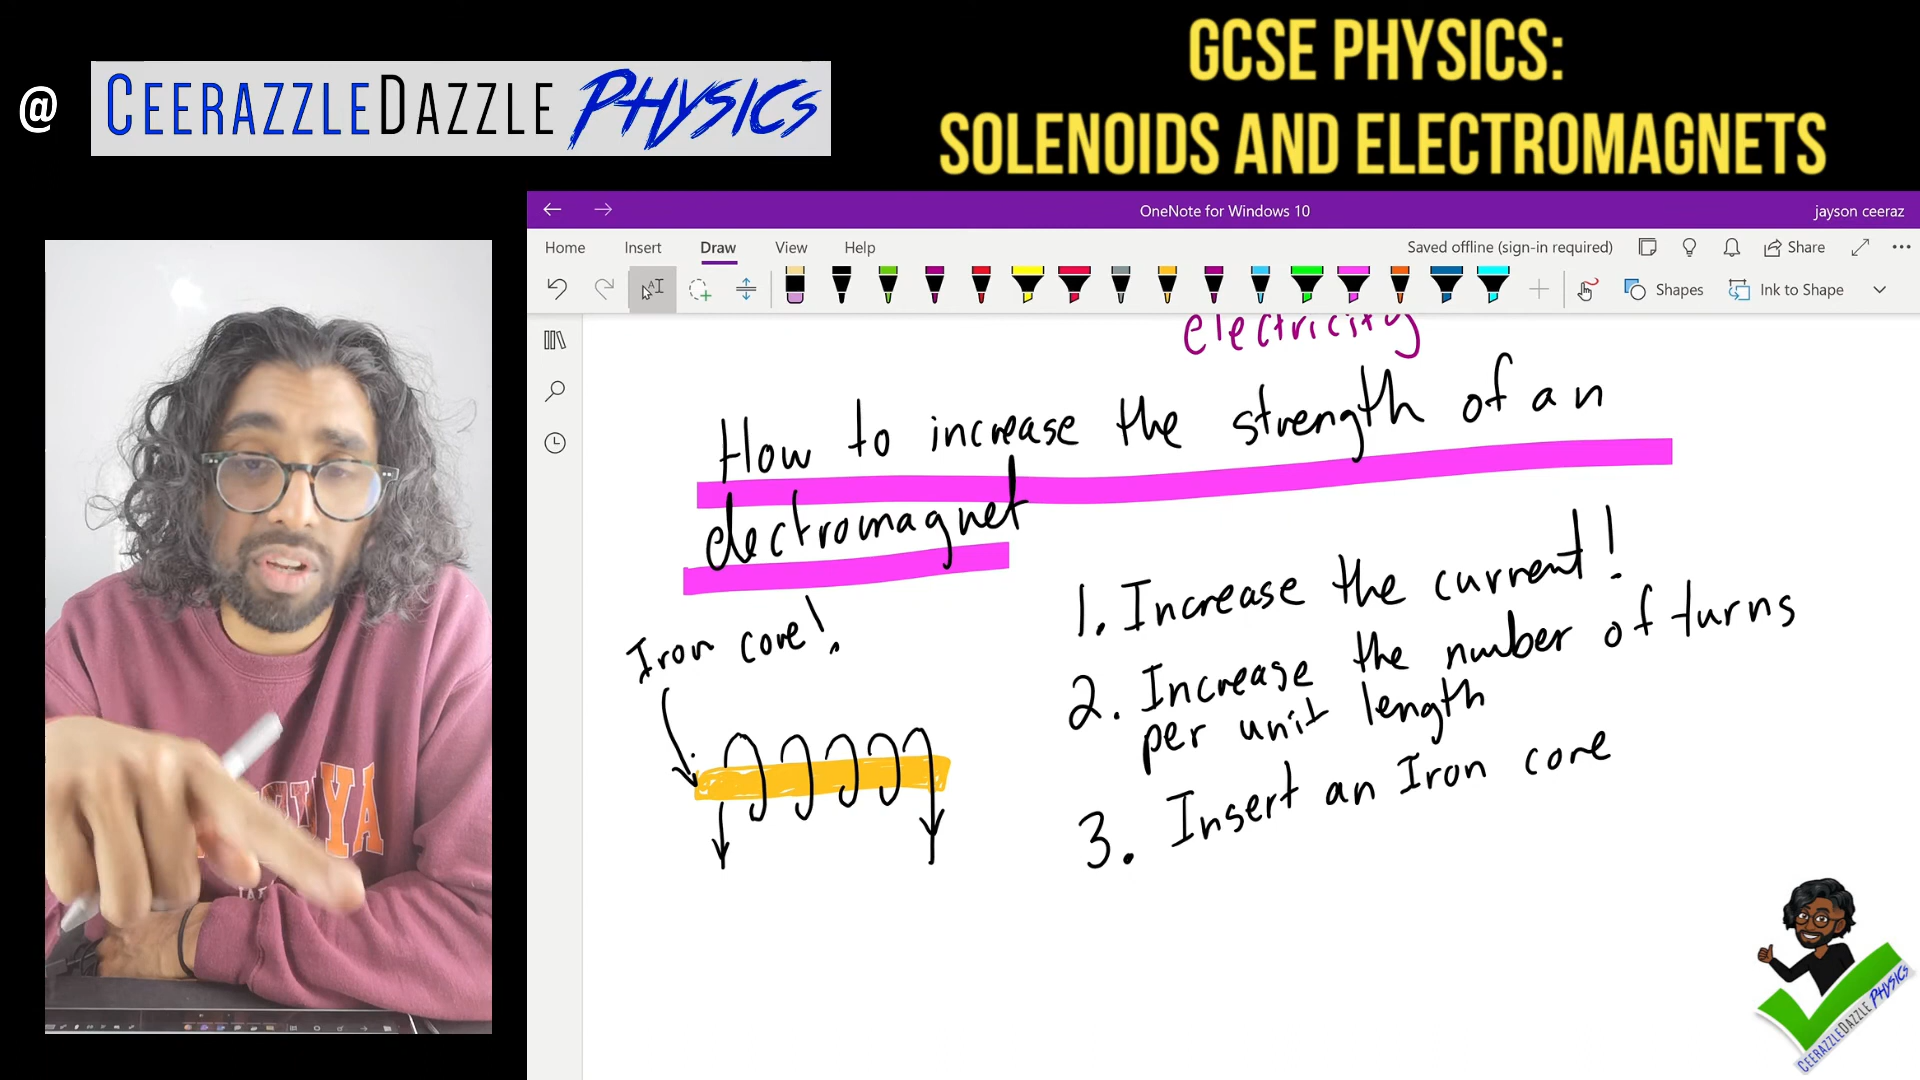 @ CEERAZZLEDAZZLE PHYSICS
GCSE PHYSICS:
SOLENOIDS AND ELECTROMAGNETS
OneNote for Windows 10
jayson ceeraz
Home Insert Draw View Help
Saved offline (sign-in required)
Share
Shapes
Ink to Shape
electricity
How to increase the strength of an
electromagnet
Iron core!
1. Increase the current!
2. Increase the number of turns
per unit length
3. Insert an Iron core
YA
CEERAZZLEDAZZLE PHYSICS